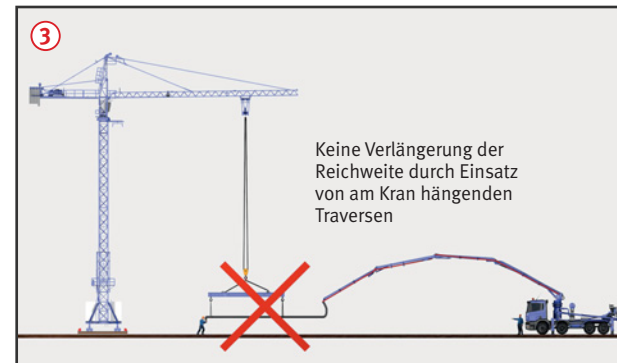 3
Keine Verlängerung der
Reichweite durch Einsatz
von am Kran hängenden
Traversen